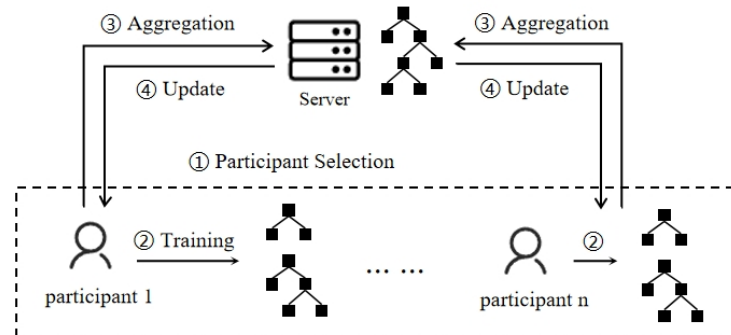 ③ Aggregation
③ Aggregation
④ Update
Server
④ Update
① Participant Selection
② Training
... ...
②
participant 1
participant n